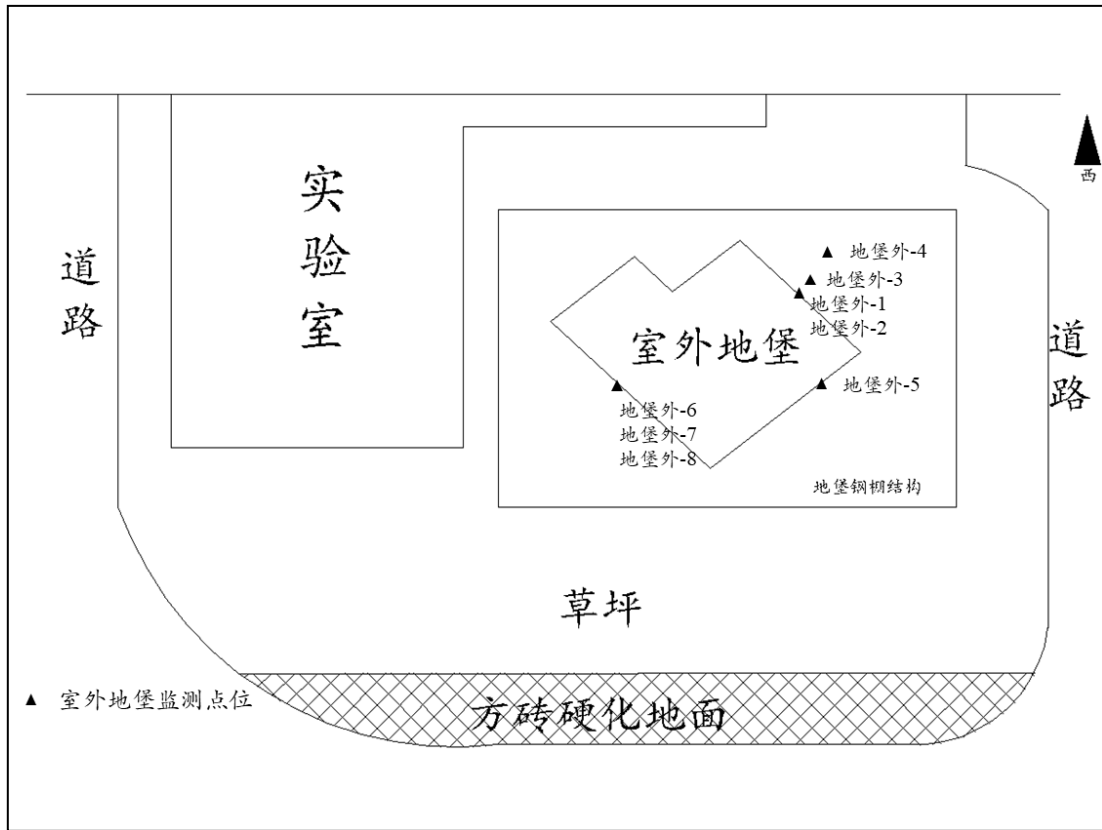 西
实验室
道路
地堡外-4
地堡外-3
地堡外-1
地堡外-2
室外地堡
道路
地堡外-5
地堡外-6
地堡外-7
地堡外-8
地堡钢棚结构
草坪
室外地堡监测点位
方砖硬化地面